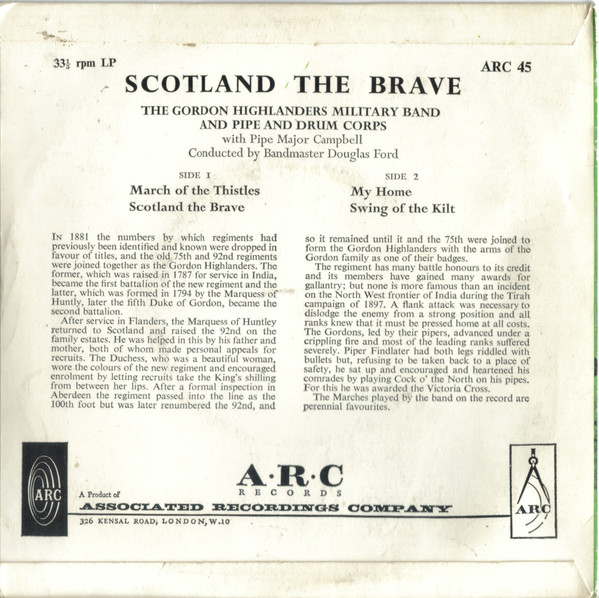 33⅓ rpm LP
ARC 45
SCOTLAND THE BRAVE
THE GORDON HIGHLANDERS MILITARY BAND
AND PIPE AND DRUM CORPS
with Pipe Major Campbell
Conducted by Bandmaster Douglas Ford
SIDE 1
March of the Thistles
Scotland the Brave
SIDE 2
My Home
Swing of the Kilt
IN 1881 the numbers by which regiments had
previously been identified and known were dropped in
favour of titles, and the old 75th and 92nd regiments
were joined together as the Gordon Highlanders. The
former, which was raised in 1787 for service in India,
became the first battalion of the new regiment and the
latter, which was formed in 1794 by the Marquess of
Huntly, later the fifth Duke of Gordon, became the
second battalion.
After service in Flanders, the Marquess of Huntley
returned to Scotland and raised the 92nd on the
family estates. He was helped in this by his father and
mother, both of whom made personal appeals for
recruits. The Duchess, who was a beautiful woman,
wore the colours of the new regiment and encouraged
enrolment by letting recruits take the King's shilling
from between her lips. After a formal inspection in
Aberdeen the regiment passed into the line as the
100th foot but was later renumbered the 92nd, and
so it remained until it and the 75th were joined to
form the Gordon Highlanders with the arms of the
Gordon family as one of their badges.
The regiment has many battle honours to its credit
and its members have gained many awards for
gallantry; but none is more famous than an incident
on the North West frontier of India during the Tirah
campaign of 1897. A flank attack was necessary to
dislodge the enemy from a strong position and all
ranks knew that it must be pressed home at all costs.
The Gordons, led by their pipers, advanced under a
crippling fire and most of the leading ranks suffered
severely. Piper Findlater had both legs riddled with
bullets but, refusing to be taken back to a place of
safety, he sat up and encouraged and heartened his
comrades by playing Cock o' the North on his pipes.
For this he was awarded the Victoria Cross.
The Marches played by the band on the record are
perennial favourites.
ARC
A·R·C
RECORDS
A Product of
ASSOCIATED RECORDINGS COMPANY
326 KENSAL ROAD, LONDON, W.10
ARC